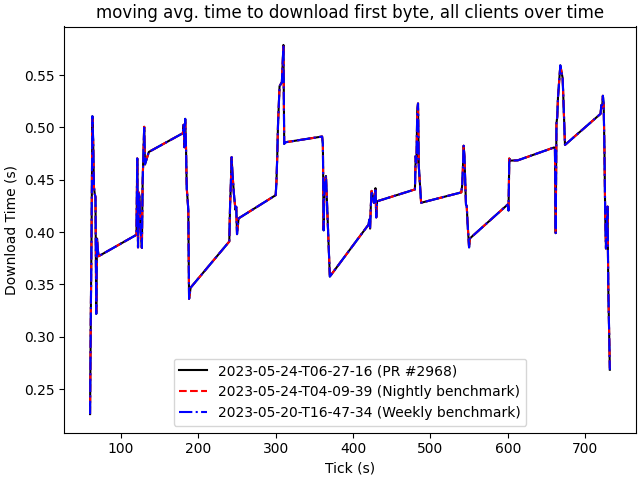 moving avg. time to download first byte, all clients over time
Download Time (s)
0.55
0.50
0.45
0.40
0.35
0.30
0.25
2023-05-24-T06-27-16 (PR #2968)
2023-05-24-T04-09-39 (Nightly benchmark)
2023-05-20-T16-47-34 (Weekly benchmark)
100 200 300 400 500 600 700
Tick (s)